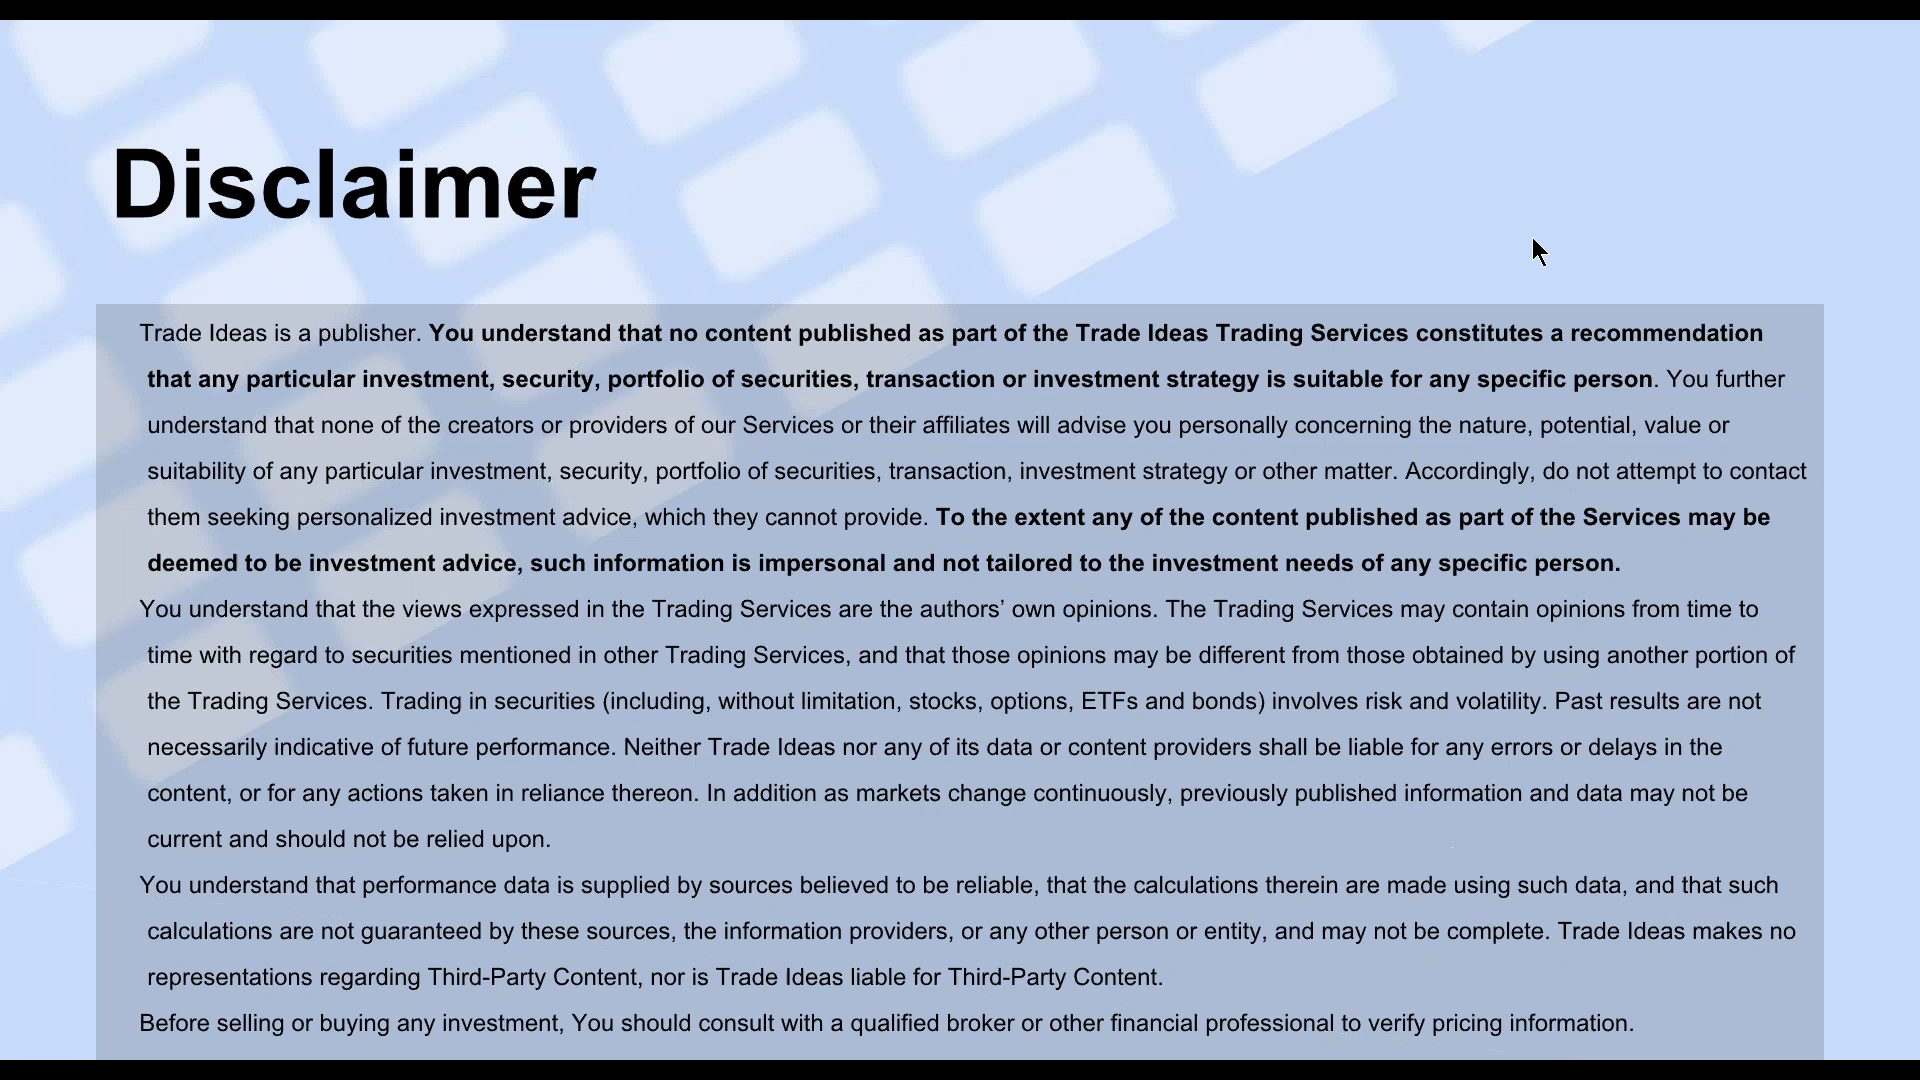 Disclaimer
Trade Ideas is a publisher. You understand that no content published as part of the Trade Ideas Trading Services constitutes a recommendation
that any particular investment, security, portfolio of securities, transaction or investment strategy is suitable for any specific person. You further
understand that none of the creators or providers of our Services or their affiliates will advise you personally concerning the nature, potential, value or
suitability of any particular investment, security, portfolio of securities, transaction, investment strategy or other matter. Accordingly, do not attempt to contact
them seeking personalized investment advice, which they cannot provide. To the extent any of the content published as part of the Services may be
deemed to be investment advice, such information is impersonal and not tailored to the investment needs of any specific person.
You understand that the views expressed in the Trading Services are the authors’ own opinions. The Trading Services may contain opinions from time to
time with regard to securities mentioned in other Trading Services, and that those opinions may be different from those obtained by using another portion of
the Trading Services. Trading in securities (including, without limitation, stocks, options, ETFs and bonds) involves risk and volatility. Past results are not
necessarily indicative of future performance. Neither Trade Ideas nor any of its data or content providers shall be liable for any errors or delays in the
content, or for any actions taken in reliance thereon. In addition as markets change continuously, previously published information and data may not be
current and should not be relied upon.
You understand that performance data is supplied by sources believed to be reliable, that the calculations therein are made using such data, and that such
calculations are not guaranteed by these sources, the information providers, or any other person or entity, and may not be complete. Trade Ideas makes no
representations regarding Third-Party Content, nor is Trade Ideas liable for Third-Party Content.
Before selling or buying any investment, You should consult with a qualified broker or other financial professional to verify pricing information.